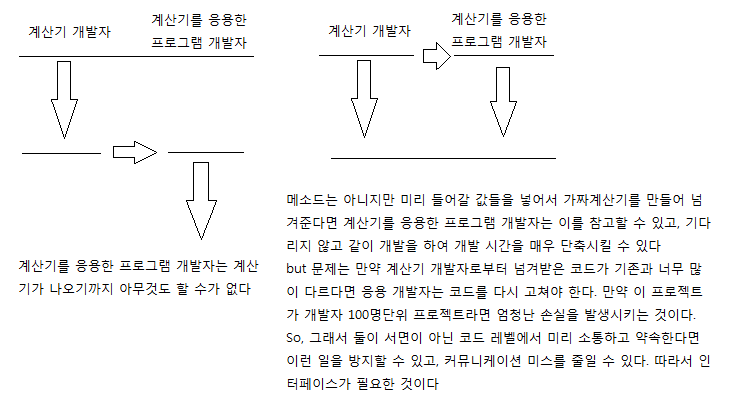 계산기 개발자
계산기를 응용한
프로그램 개발자
계산기를 응용한 프로그램 개발자는 계산
기가 나오기까지 아무것도 할 수가 없다
계산기 개발자
계산기를 응용한
프로그램 개발자
메소드는 아니지만 미리 들어갈 값들을 넣어서 가짜계산기를 만들어 넘
겨준다면 계산기를 응용한 프로그램 개발자는 이를 참고할 수 있고, 기다
리지 않고 같이 개발을 하여 개발 시간을 매우 단축시킬 수 있다
but 문제는 만약 계산기 개발자로부터 넘겨받은 코드가 기존과 너무 많
이 다르다면 응용 개발자는 코드를 다시 고쳐야 한다. 만약 이 프로젝트
가 개발자 100명단위 프로젝트라면 엄청난 손실을 발생시키는 것이다.
So, 그래서 둘이 서면이 아닌 코드 레벨에서 미리 소통하고 약속한다면
이런 일을 방지할 수 있고, 커뮤니케이션 미스를 줄일 수 있다. 따라서 인
터페이스가 필요한 것이다